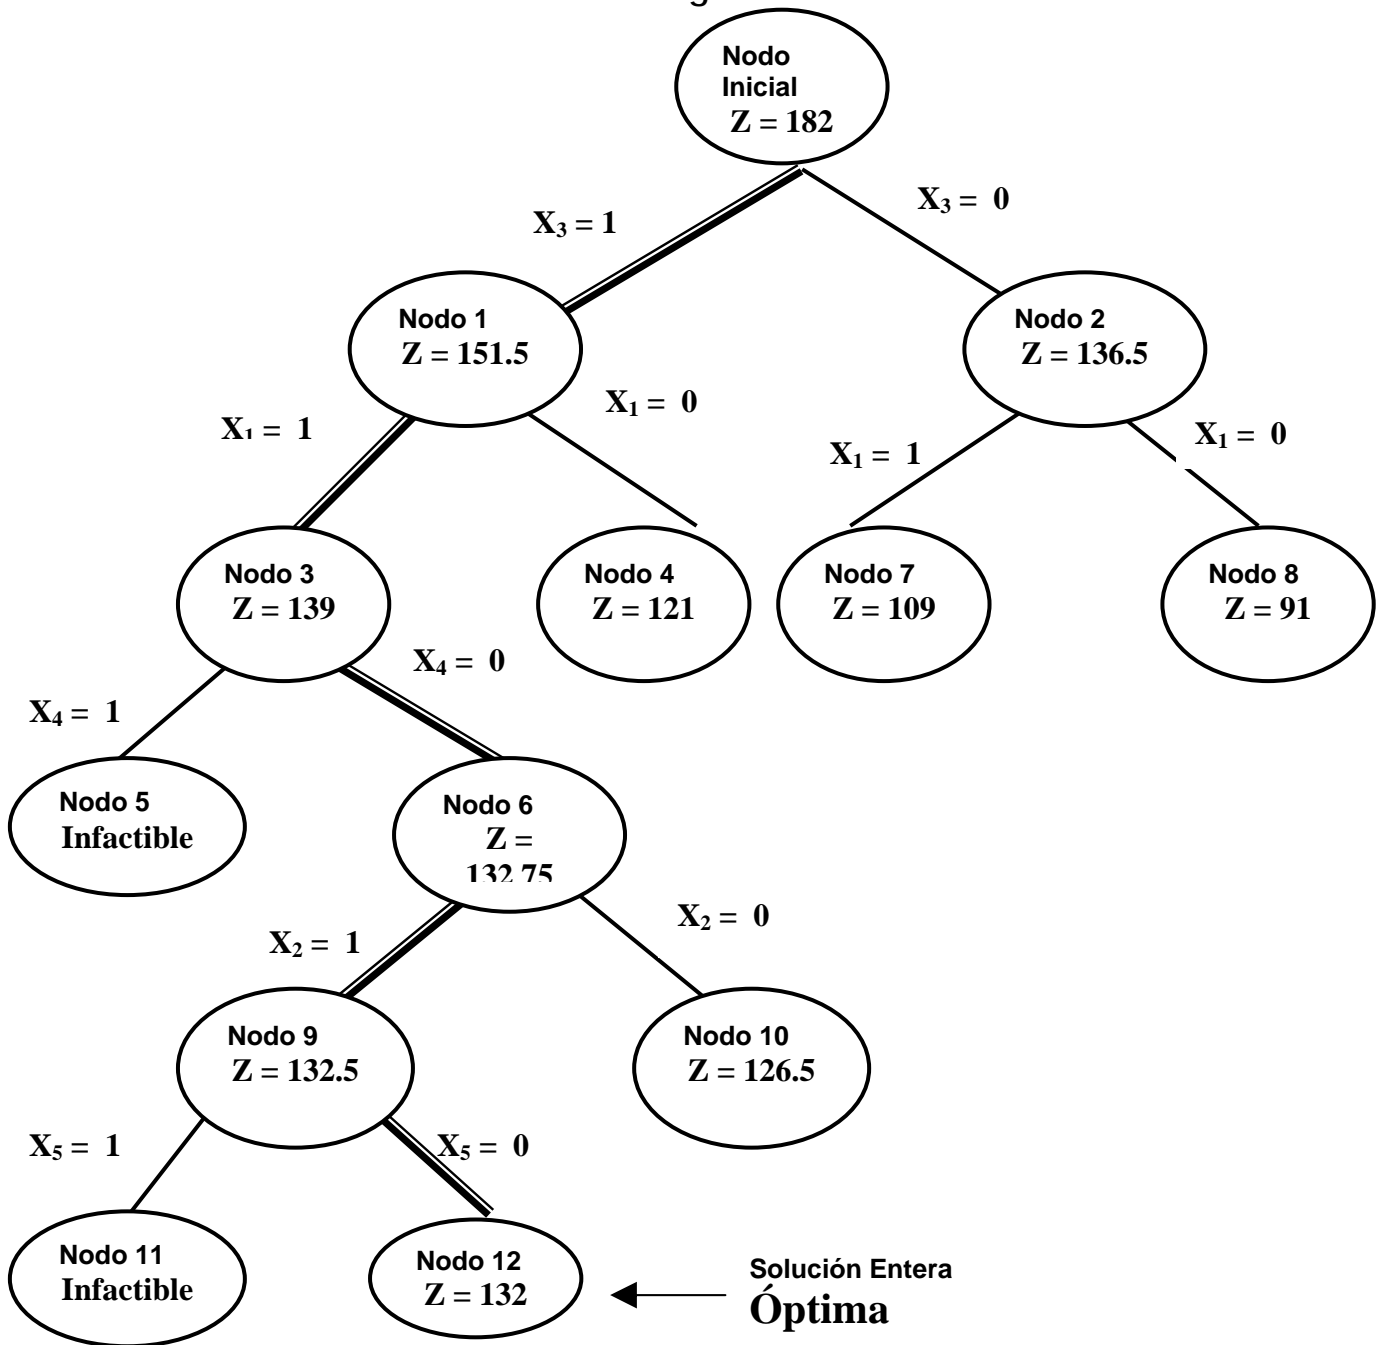 Nodo
Inicial
Z = 182
X₃ = 1
X₃ = 0
Nodo 1
Z = 151.5
Nodo 2
Z = 136.5
X₁ = 1
X₁ = 0
X₁ = 1
X₁ = 0
Nodo 3
Z = 139
Nodo 4
Z = 121
Nodo 7
Z = 109
Nodo 8
Z = 91
X₄ = 1
X₄ = 0
Nodo 5
Infactible
Nodo 6
Z =
132.75
X₂ = 1
X₂ = 0
Nodo 9
Z = 132.5
Nodo 10
Z = 126.5
X₅ = 1
X₅ = 0
Nodo 11
Infactible
Nodo 12
Z = 132
Solución Entera
Óptima